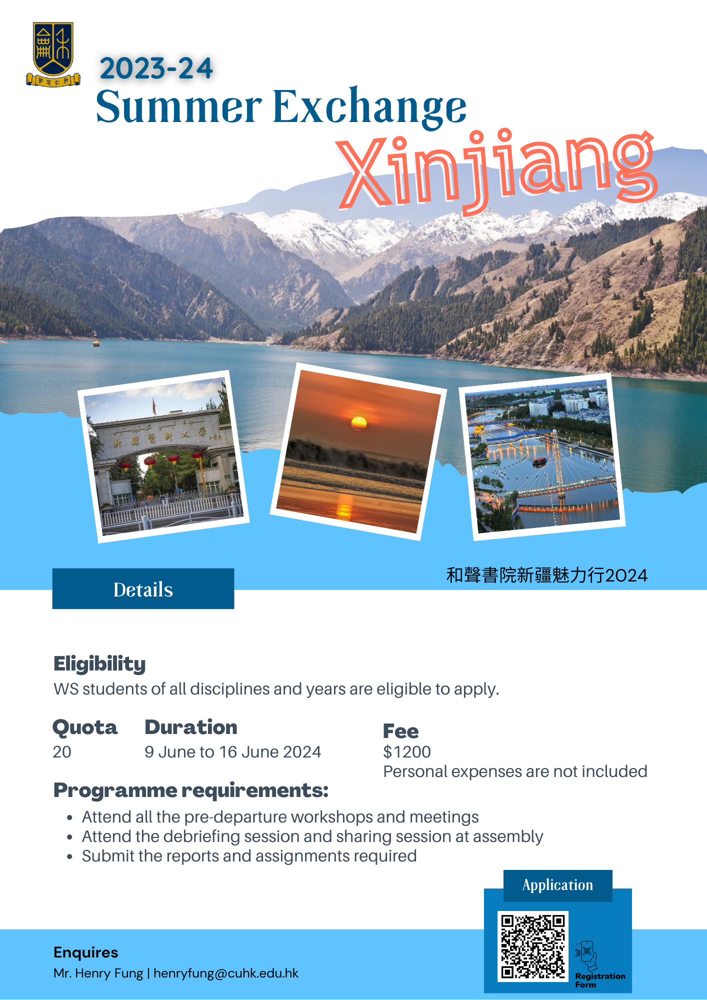 2023-24
Summer Exchange
Xinjiang
新疆醫科大学
和聲書院新疆魅力行2024
Details
Eligibility
WS students of all disciplines and years are eligible to apply.
Quota
20
Duration
9 June to 16 June 2024
Fee
$1200
Personal expenses are not included
Programme requirements:
• Attend all the pre-departure workshops and meetings
• Attend the debriefing session and sharing session at assembly
• Submit the reports and assignments required
Application
Registration
Form
Enquires
Mr. Henry Fung | henryfung@cuhk.edu.hk